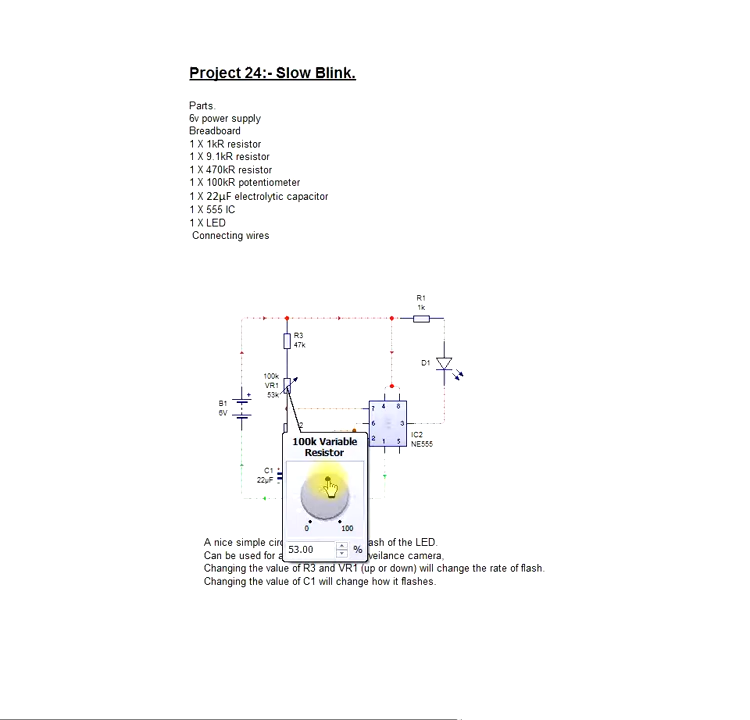 Project 24:- Slow Blink.
Parts.
6v power supply
Breadboard
1 X 1kR resistor
1 X 9.1kR resistor
1 X 470kR resistor
1 X 100kR potentiometer
1 X 22µF electrolytic capacitor
1 X 555 IC
1 X LED
Connecting wires
R1
1k
R3
47k
D1
100k
VR1
53k
B1
6V
+
7 4 8
6 3
2 1 5
IC2
NE555
2
C1
22µF
100k Variable
Resistor
0 100
53.00 %
A nice simple ash of the LED.
Can be used for veilance camera,
Changing the value of R3 and VR1 (up or down) will change the rate of flash.
Changing the value of C1 will change how it flashes.